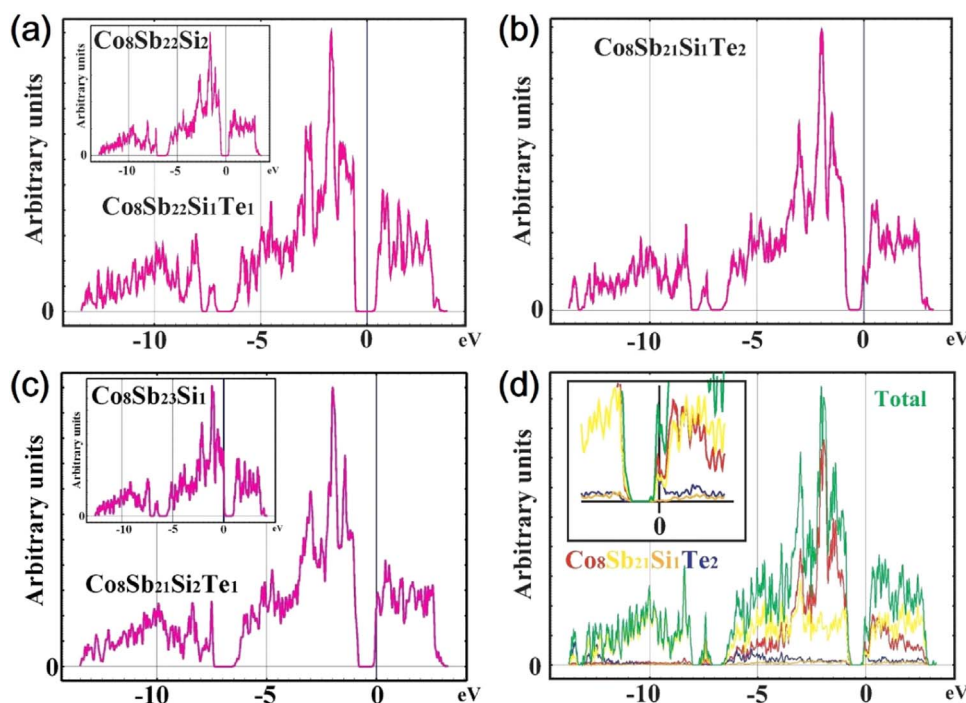 (a)
Co8Sb22Si2
Arbitrary units
0
-10
-5
0
eV
Co8Sb22Si1Te1
Arbitrary units
0
-10
-5
0
eV
(b)
Co8Sb21Si1Te2
Arbitrary units
0
-10
-5
0
eV
(c)
Co8Sb23Si1
Arbitrary units
0
-10
-5
0
eV
Co8Sb21Si2Te1
Arbitrary units
0
-10
-5
0
eV
(d)
Total
0
Co8Sb21Si1Te2
Arbitrary units
0
-10
-5
0
eV